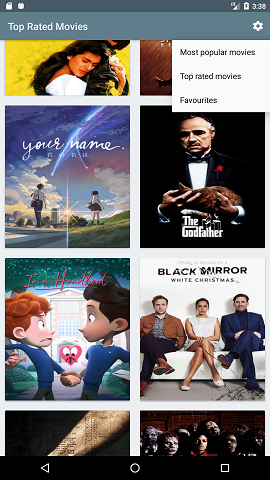 3:38
Top Rated Movies
Most popular movies
Top rated movies
Favourites
your name.
君の名は。
The
Godfather
In a Heartbeat
BLACK MIRROR
WHITE CHRISTMAS